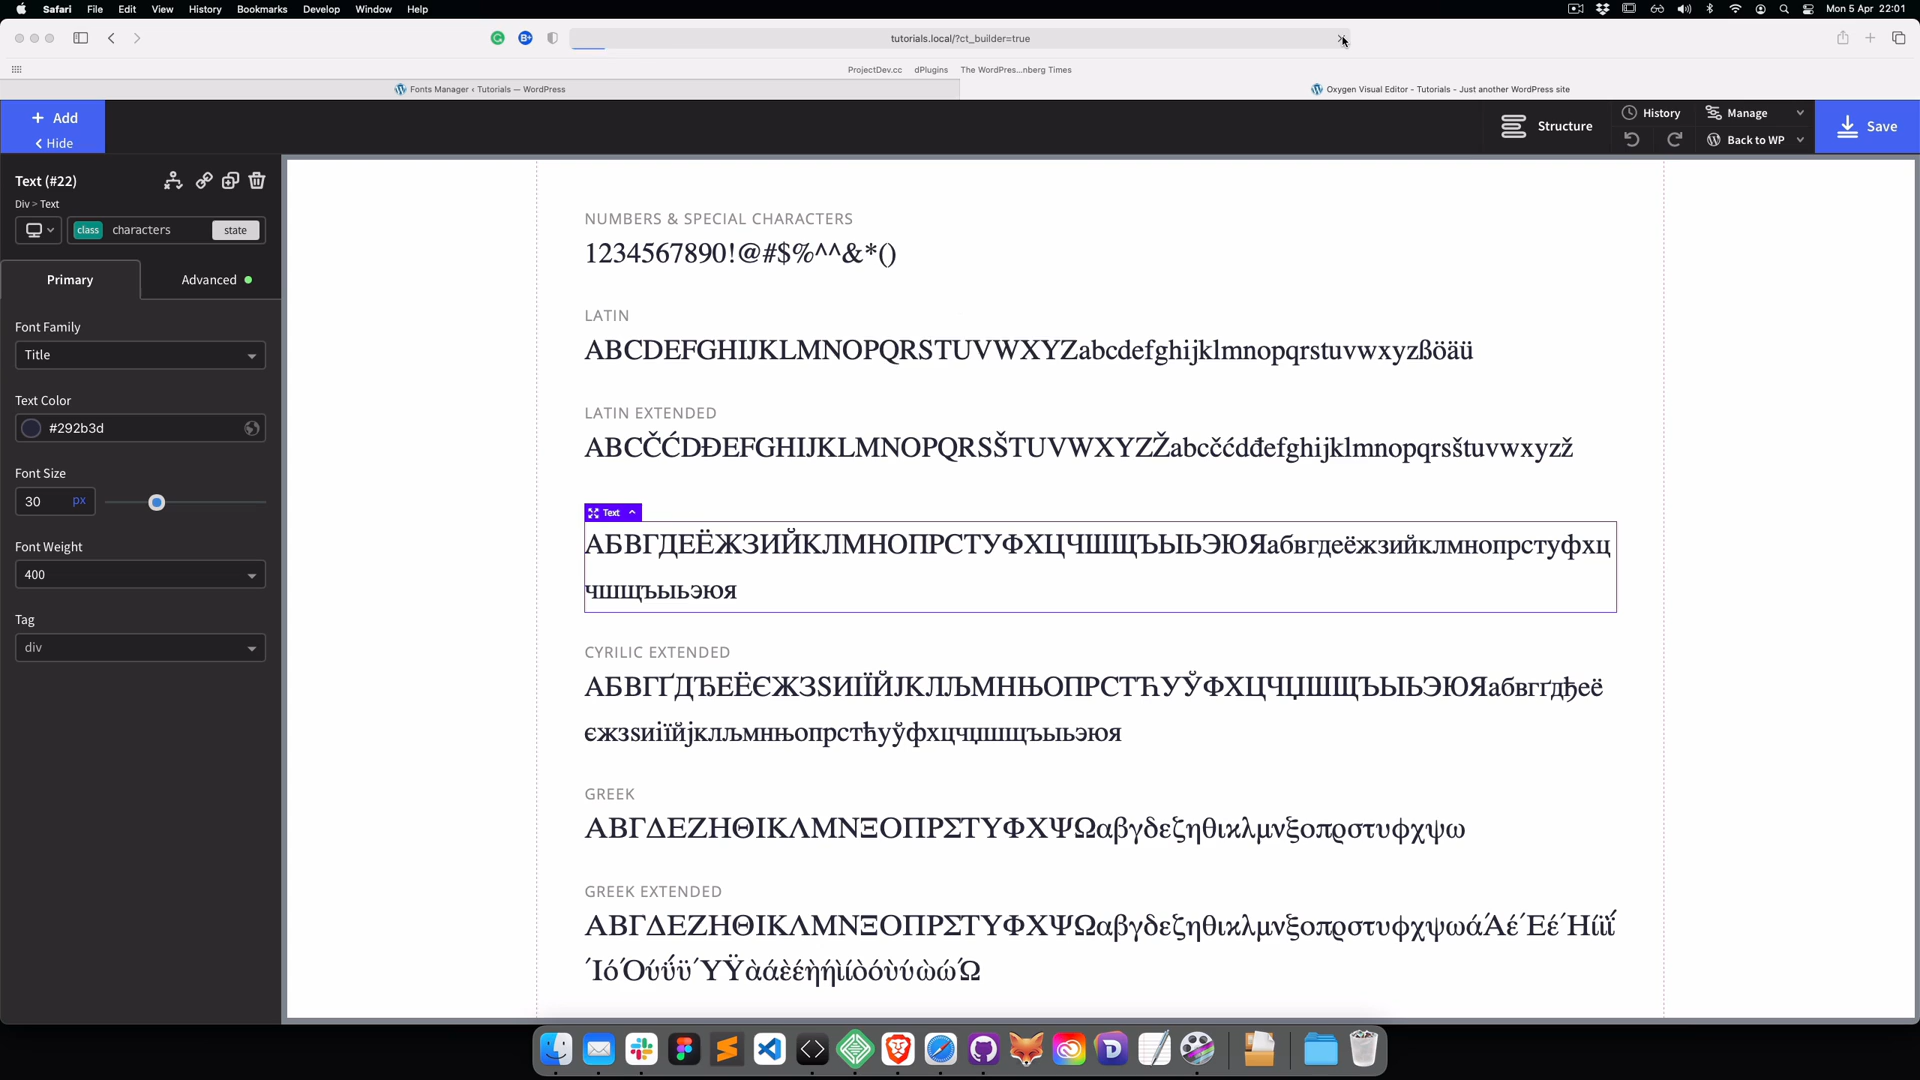 Safari File Edit View History Bookmarks Develop Window Help
Mon 5 Apr 22:01
tutorials.local/?ct_builder=true
ProjectDev.cc dPlugins The WordPres...nberg Times
Fonts Manager ‹ Tutorials — WordPress
Oxygen Visual Editor - Tutorials - Just another WordPress site
+ Add
Hide
Structure
History
Manage
Back to WP
Save
Text (#22)
Div > Text
class characters state
Primary Advanced
Font Family
Title
Text Color
#292b3d
Font Size
30 px
Font Weight
400
Tag
div
NUMBERS & SPECIAL CHARACTERS
1234567890!@#$%^^&*()
LATIN
ABCDEFGHIJKLMNOPQRSTUVWXYZabcdefghijklmnopqrstuvwxyzßöäü
LATIN EXTENDED
ABCČĆDĐEFGHIJKLMNOPQRSŠTUVWXYZŽabcčćdđefghijklmnopqrsštuvwxyzž
Text
АБВГДЕЁЖЗИЙКЛМНОПРСТУФХЦЧШЩЪЫЬЭЮЯабвгдеёжзийклмнопрстуфхц
чшщъыьэюя
CYRILIC EXTENDED
АБВГҐДЂЕЁЄЖЗЅИІЇЙЈКЛЉМНЊОПРСТЋУЎФХЦЧЏШЩЪЫЬЭЮЯабвгґдђеё
єжзѕиіїйјклљмнњопрстћуўфхцчџшщъыьэюя
GREEK
ΑΒΓΔΕΖΗΘΙΚΛΜΝΞΟΠΡΣΤΥΦΧΨΩαβγδεζηθικλμνξοπρστυφχψω
GREEK EXTENDED
ΑΒΓΔΕΖΗΘΙΚΛΜΝΞΟΠΡΣΤΥΦΧΨΩαβγδεζηθικλμνξοπρστυφχψωάΆέΈέΉίϊΐ
ΊόΌύΰϋΎΫὰάὲέὴήὶίὸόὺύὼώΏ